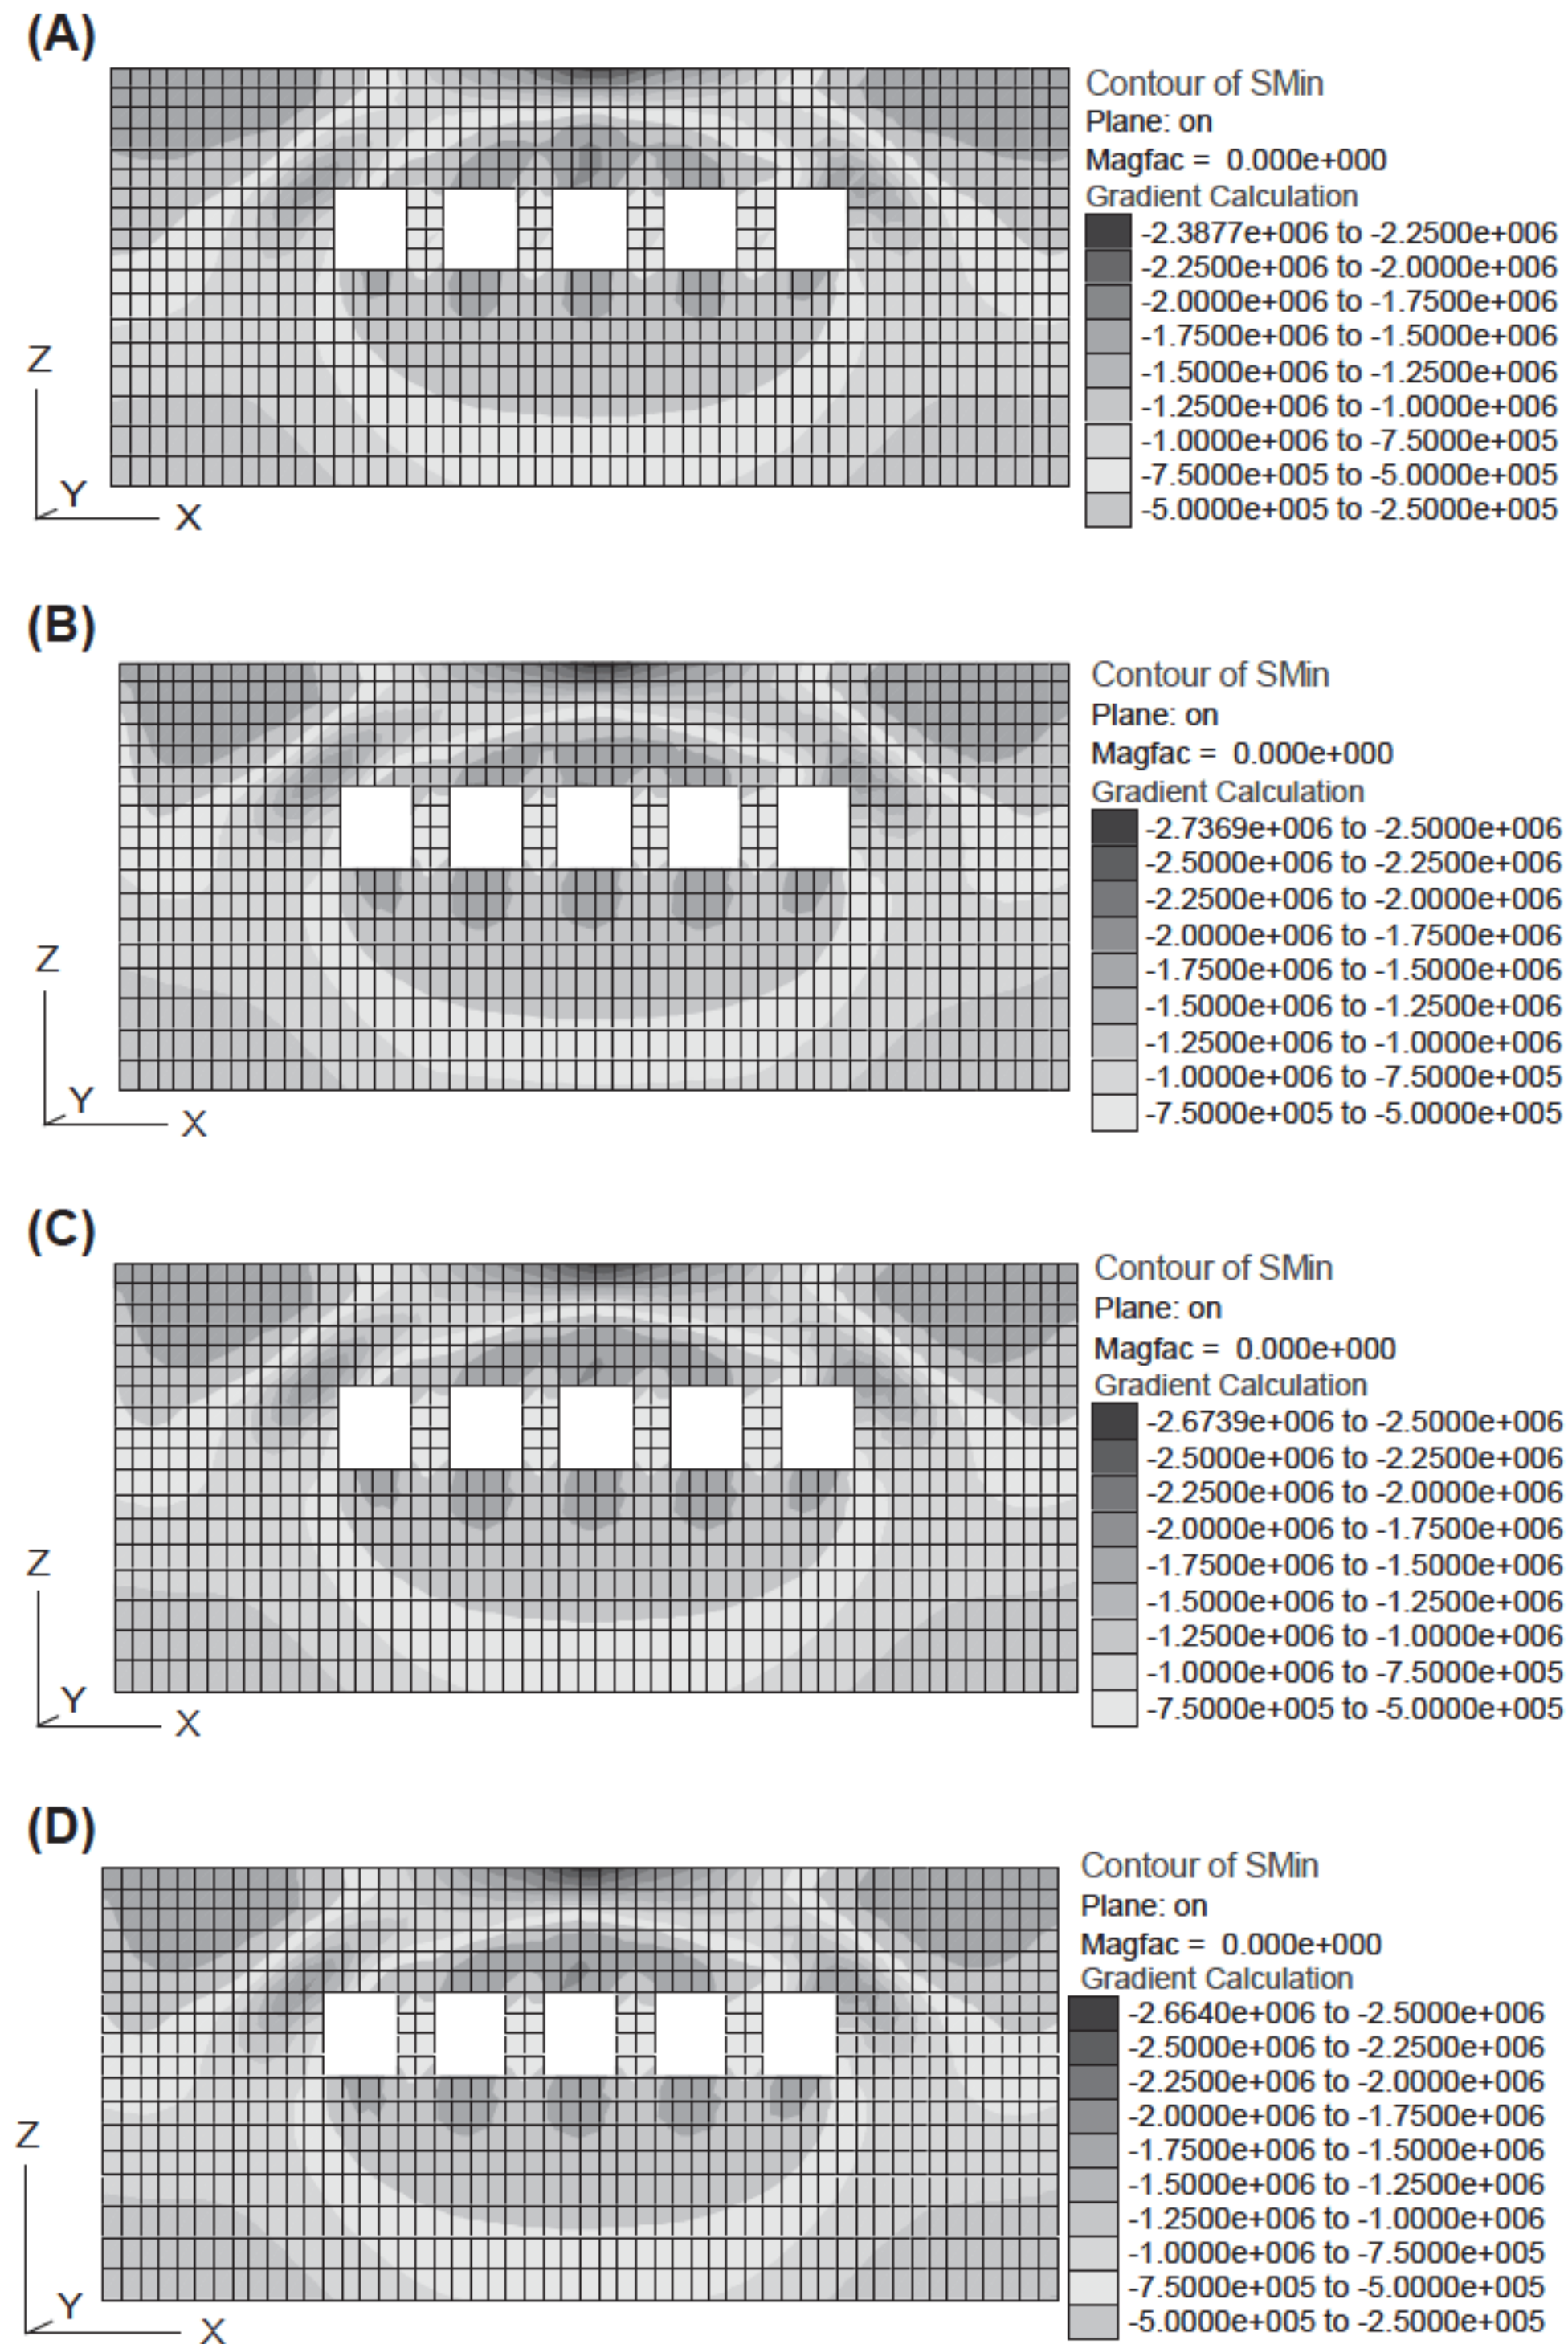 (A)
Contour of SMin
Plane: on
Magfac = 0.000e+000
Gradient Calculation
-2.3877e+006 to -2.2500e+006
-2.2500e+006 to -2.0000e+006
-2.0000e+006 to -1.7500e+006
-1.7500e+006 to -1.5000e+006
-1.5000e+006 to -1.2500e+006
-1.2500e+006 to -1.0000e+006
-1.0000e+006 to -7.5000e+005
-7.5000e+005 to -5.0000e+005
-5.0000e+005 to -2.5000e+005
Z
Y
X
(B)
Contour of SMin
Plane: on
Magfac = 0.000e+000
Gradient Calculation
-2.7369e+006 to -2.5000e+006
-2.5000e+006 to -2.2500e+006
-2.2500e+006 to -2.0000e+006
-2.0000e+006 to -1.7500e+006
-1.7500e+006 to -1.5000e+006
-1.5000e+006 to -1.2500e+006
-1.2500e+006 to -1.0000e+006
-1.0000e+006 to -7.5000e+005
-7.5000e+005 to -5.0000e+005
Z
Y
X
(C)
Contour of SMin
Plane: on
Magfac = 0.000e+000
Gradient Calculation
-2.6739e+006 to -2.5000e+006
-2.5000e+006 to -2.2500e+006
-2.2500e+006 to -2.0000e+006
-2.0000e+006 to -1.7500e+006
-1.7500e+006 to -1.5000e+006
-1.5000e+006 to -1.2500e+006
-1.2500e+006 to -1.0000e+006
-1.0000e+006 to -7.5000e+005
-7.5000e+005 to -5.0000e+005
Z
Y
X
(D)
Contour of SMin
Plane: on
Magfac = 0.000e+000
Gradient Calculation
-2.6640e+006 to -2.5000e+006
-2.5000e+006 to -2.2500e+006
-2.2500e+006 to -2.0000e+006
-2.0000e+006 to -1.7500e+006
-1.7500e+006 to -1.5000e+006
-1.5000e+006 to -1.2500e+006
-1.2500e+006 to -1.0000e+006
-1.0000e+006 to -7.5000e+005
-7.5000e+005 to -5.0000e+005
-5.0000e+005 to -2.5000e+005
Z
Y
X